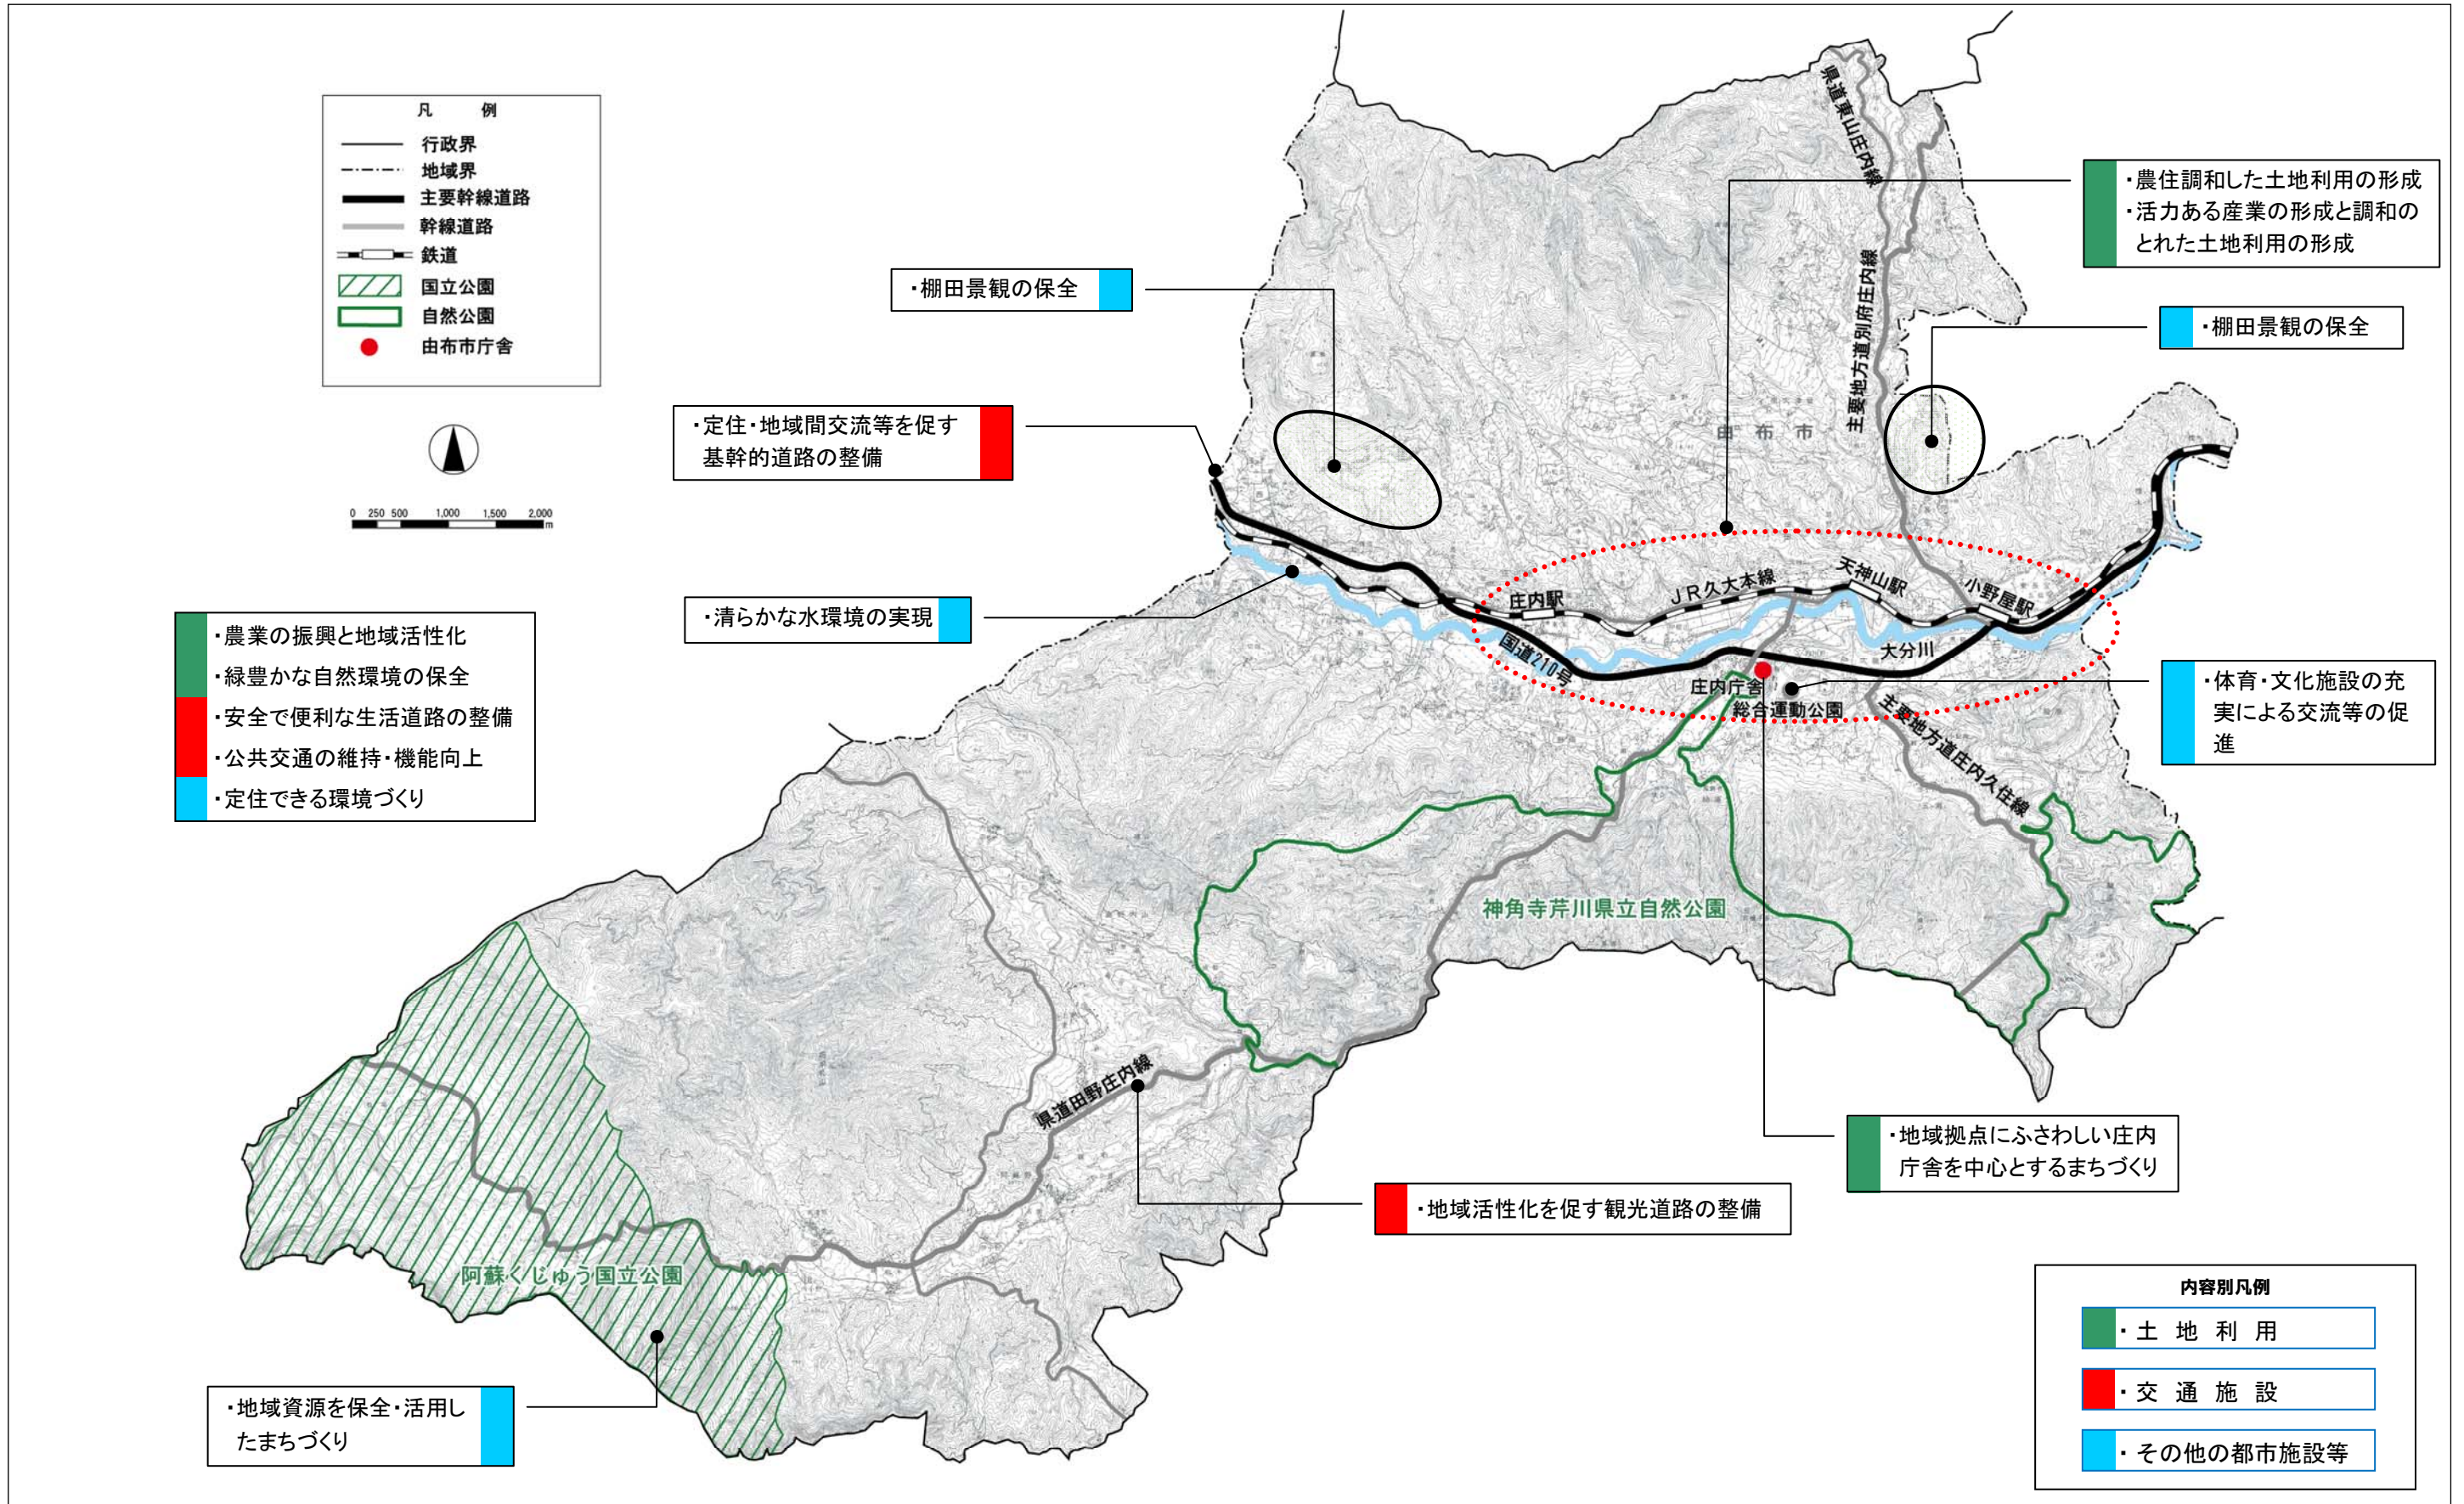 凡 例
行政界
地域界
主要幹線道路
幹線道路
鉄道
国立公園
自然公園
由布市庁舎
0 250 500 1,000 1,500 2,000
m
県道東山庄内線
主要地方道別府庄内線
・農住調和した土地利用の形成
・活力ある産業の形成と調和の
とれた土地利用の形成
・棚田景観の保全
・棚田景観の保全
・定住・地域間交流等を促す
基幹的道路の整備
由布市
・清らかな水環境の実現
庄内駅
JR久大本線
天神山駅
小野屋駅
国道210号
大分川
庄内庁舎
総合運動公園
主要地方道庄内久住線
・農業の振興と地域活性化
・緑豊かな自然環境の保全
・安全で便利な生活道路の整備
・公共交通の維持・機能向上
・定住できる環境づくり
・体育・文化施設の充
実による交流等の促
進
神角寺芹川県立自然公園
県道田野庄内線
・地域拠点にふさわしい庄内
庁舎を中心とするまちづくり
・地域活性化を促す観光道路の整備
阿蘇くじゅう国立公園
・地域資源を保全・活用し
たまちづくり
内容別凡例
・土 地 利 用
・交 通 施 設
・その他の都市施設等